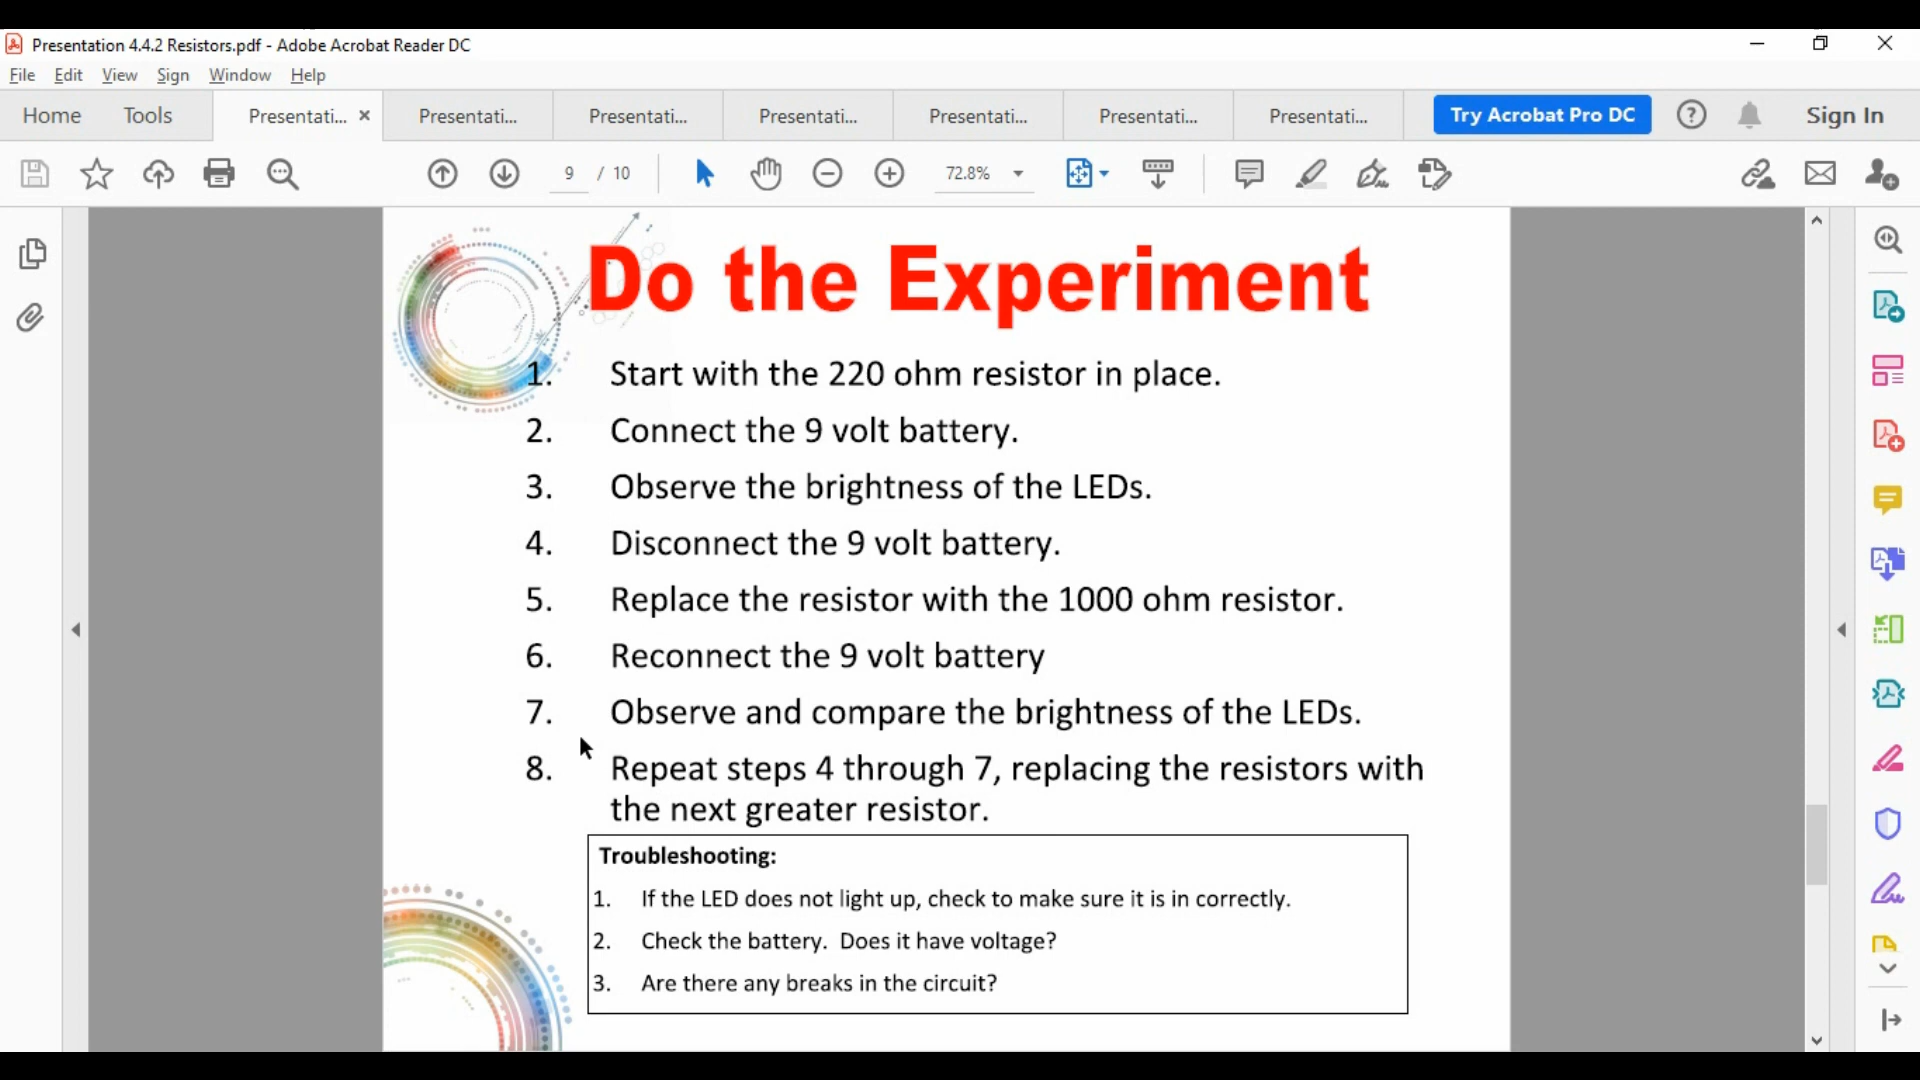 Presentation 4.4.2 Resistors.pdf - Adobe Acrobat Reader DC
File Edit View Sign Window Help
Home Tools Presentati... Presentati... Presentati... Presentati... Presentati... Presentati... Presentati... Try Acrobat Pro DC Sign In
9 / 10 72.8%
Do the Experiment
1. Start with the 220 ohm resistor in place.
2. Connect the 9 volt battery.
3. Observe the brightness of the LEDs.
4. Disconnect the 9 volt battery.
5. Replace the resistor with the 1000 ohm resistor.
6. Reconnect the 9 volt battery
7. Observe and compare the brightness of the LEDs.
8. Repeat steps 4 through 7, replacing the resistors with
the next greater resistor.
Troubleshooting:
1. If the LED does not light up, check to make sure it is in correctly.
2. Check the battery. Does it have voltage?
3. Are there any breaks in the circuit?